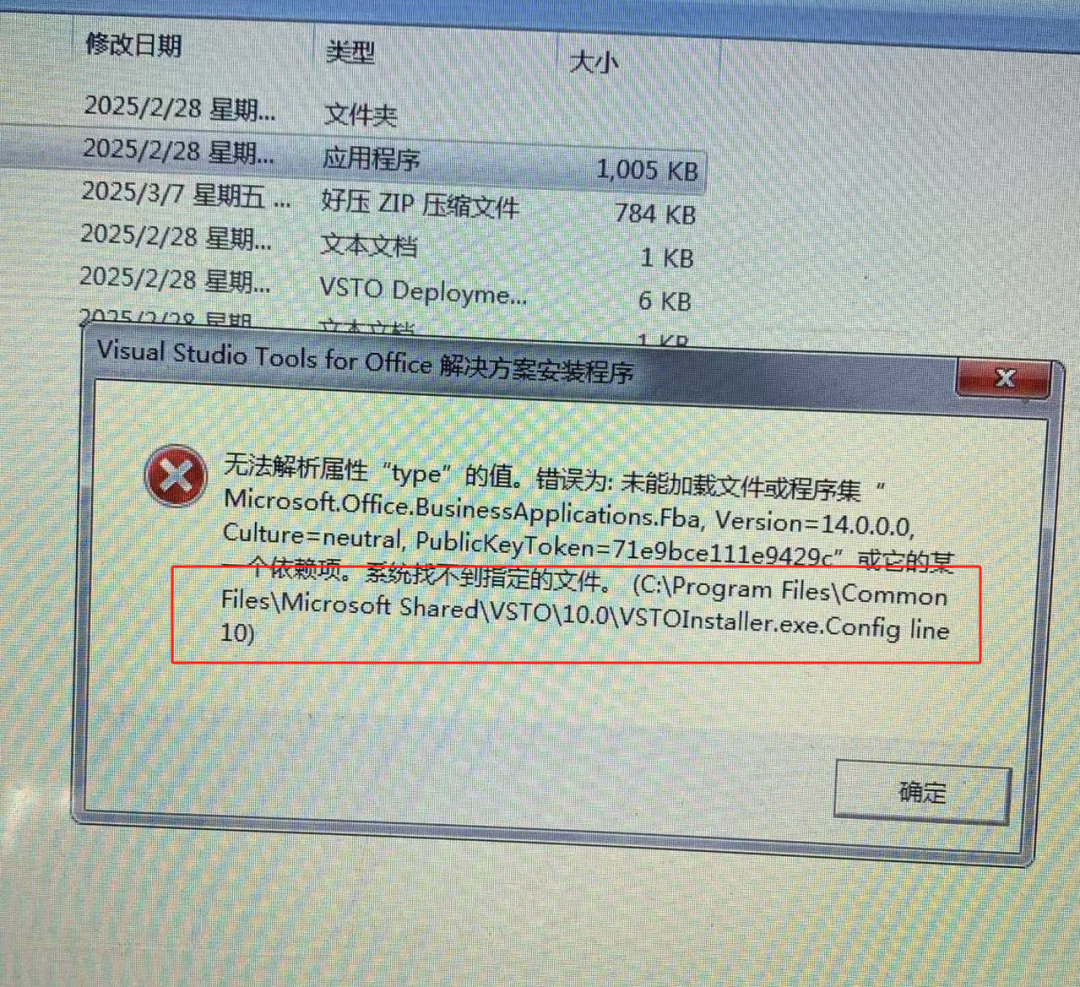 修改日期 类型 大小
2025/2/28 星期... 文件夹
2025/2/28 星期... 应用程序 1,005 KB
2025/3/7 星期五 ... 好压 ZIP 压缩文件 784 KB
2025/2/28 星期... 文本文档 1 KB
2025/2/28 星期... VSTO Deployme... 6 KB
2025/2/28 星期 文本文档 1 KB
Visual Studio Tools for Office 解决方案安装程序
无法解析属性“type”的值。错误为: 未能加载文件或程序集“
Microsoft.Office.BusinessApplications.Fba, Version=14.0.0.0,
Culture=neutral, PublicKeyToken=71e9bce111e9429c”或它的某
一个依赖项。系统找不到指定的文件。 (C:\Program Files\Common
Files\Microsoft Shared\VSTO\10.0\VSTOInstaller.exe.Config line
10)
确定